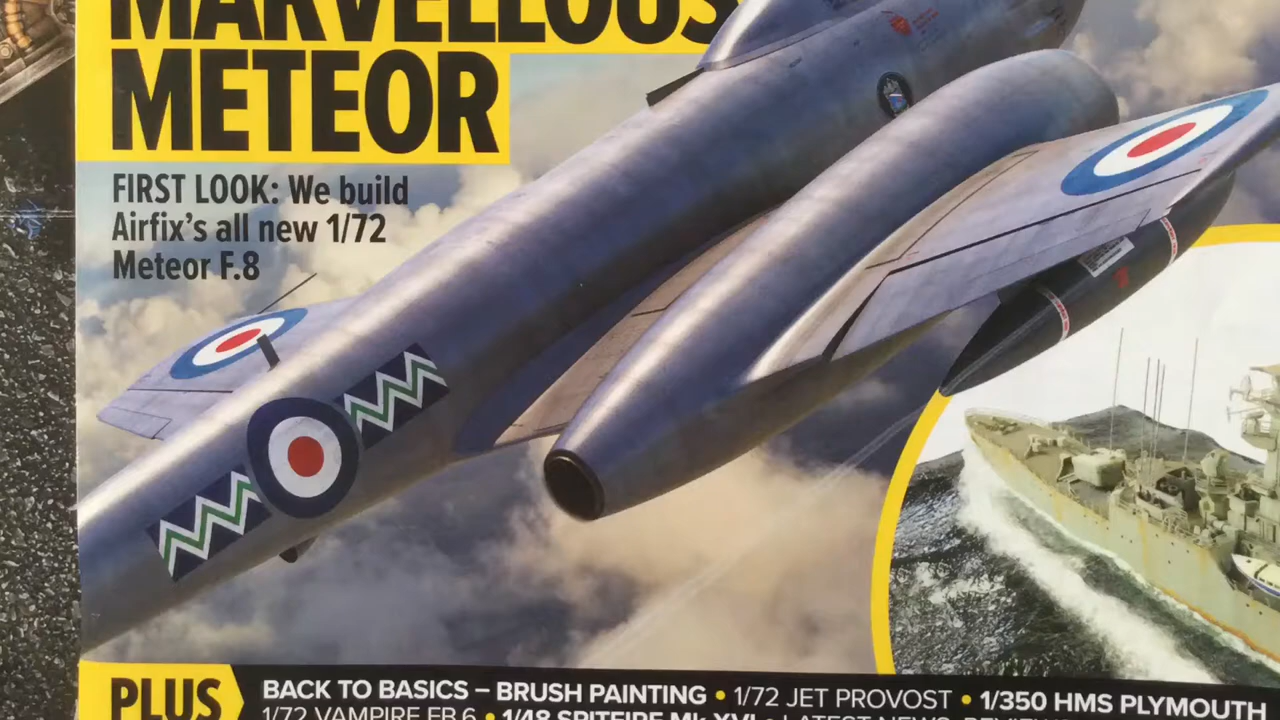 MARVELLOUS
METEOR
FIRST LOOK: We build
Airfix's all new 1/72
Meteor F.8
PLUS
BACK TO BASICS – BRUSH PAINTING • 1/72 JET PROVOST • 1/350 HMS PLYMOUTH
1/72 VAMPIRE FB.6 • 1/48 SPITFIRE Mk XVI • LATEST NEWS,